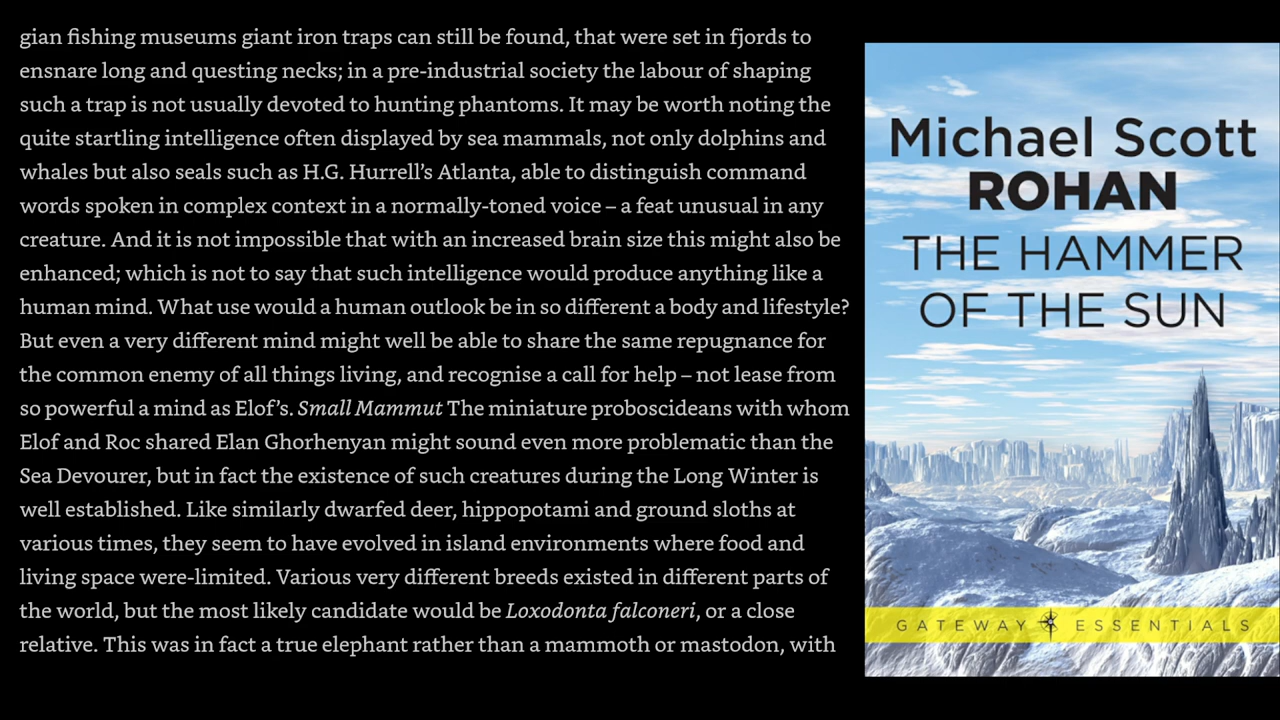 gian fishing museums giant iron traps can still be found, that were set in fjords to
ensnare long and questing necks; in a pre-industrial society the labour of shaping
such a trap is not usually devoted to hunting phantoms. It may be worth noting the
quite startling intelligence often displayed by sea mammals, not only dolphins and
whales but also seals such as H.G. Hurrell’s Atlanta, able to distinguish command
words spoken in complex context in a normally-toned voice – a feat unusual in any
creature. And it is not impossible that with an increased brain size this might also be
enhanced; which is not to say that such intelligence would produce anything like a
human mind. What use would a human outlook be in so different a body and lifestyle?
But even a very different mind might well be able to share the same repugnance for
the common enemy of all things living, and recognise a call for help – not lease from
so powerful a mind as Elof’s. Small Mammut The miniature proboscideans with whom
Elof and Roc shared Elan Ghorhenyan might sound even more problematic than the
Sea Devourer, but in fact the existence of such creatures during the Long Winter is
well established. Like similarly dwarfed deer, hippopotami and ground sloths at
various times, they seem to have evolved in island environments where food and
living space were-limited. Various very different breeds existed in different parts of
the world, but the most likely candidate would be Loxodonta falconeri, or a close
relative. This was in fact a true elephant rather than a mammoth or mastodon, with
Michael Scott
ROHAN
THE HAMMER
OF THE SUN
GATEWAY ESSENTIALS